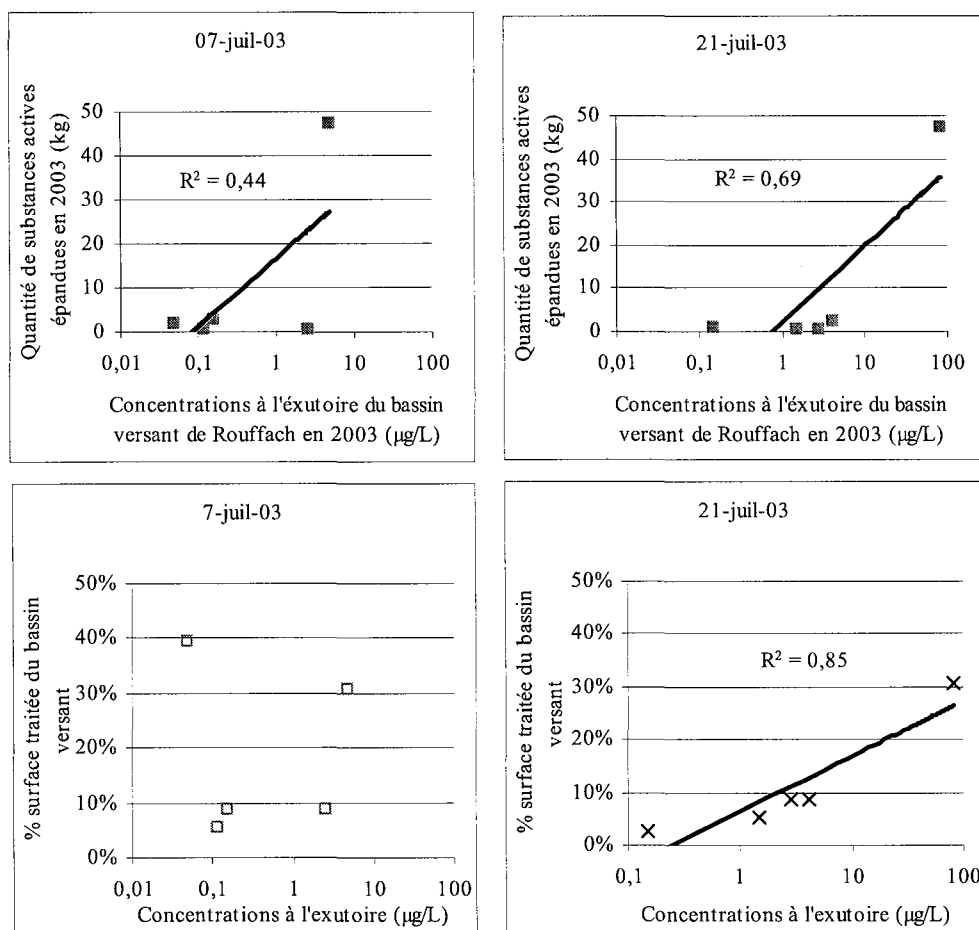 07-juil-03
Quantité de substances actives
épandues en 2003 (kg)
50
40
30
20
10
0
R² = 0,44
0,01 0,1 1 10 100
Concentrations à l'éxutoire du bassin
versant de Rouffach en 2003 (µg/L)
21-juil-03
Quantité de substances actives
épandues en 2003 (kg)
50
40
30
20
10
0
R² = 0,69
0,01 0,1 1 10 100
Concentrations à l'éxutoire du bassin
versant de Rouffach en 2003 (µg/L)
7-juil-03
% surface traitée du bassin
versant
50%
40%
30%
20%
10%
0%
0,01 0,1 1 10 100
Concentrations à l'exutoire (µg/L)
21-juil-03
% surface traitée du bassin
versant
50%
40%
30%
20%
10%
0%
R² = 0,85
0,1 1 10 100
Concentrations à l'exutoire (µg/L)